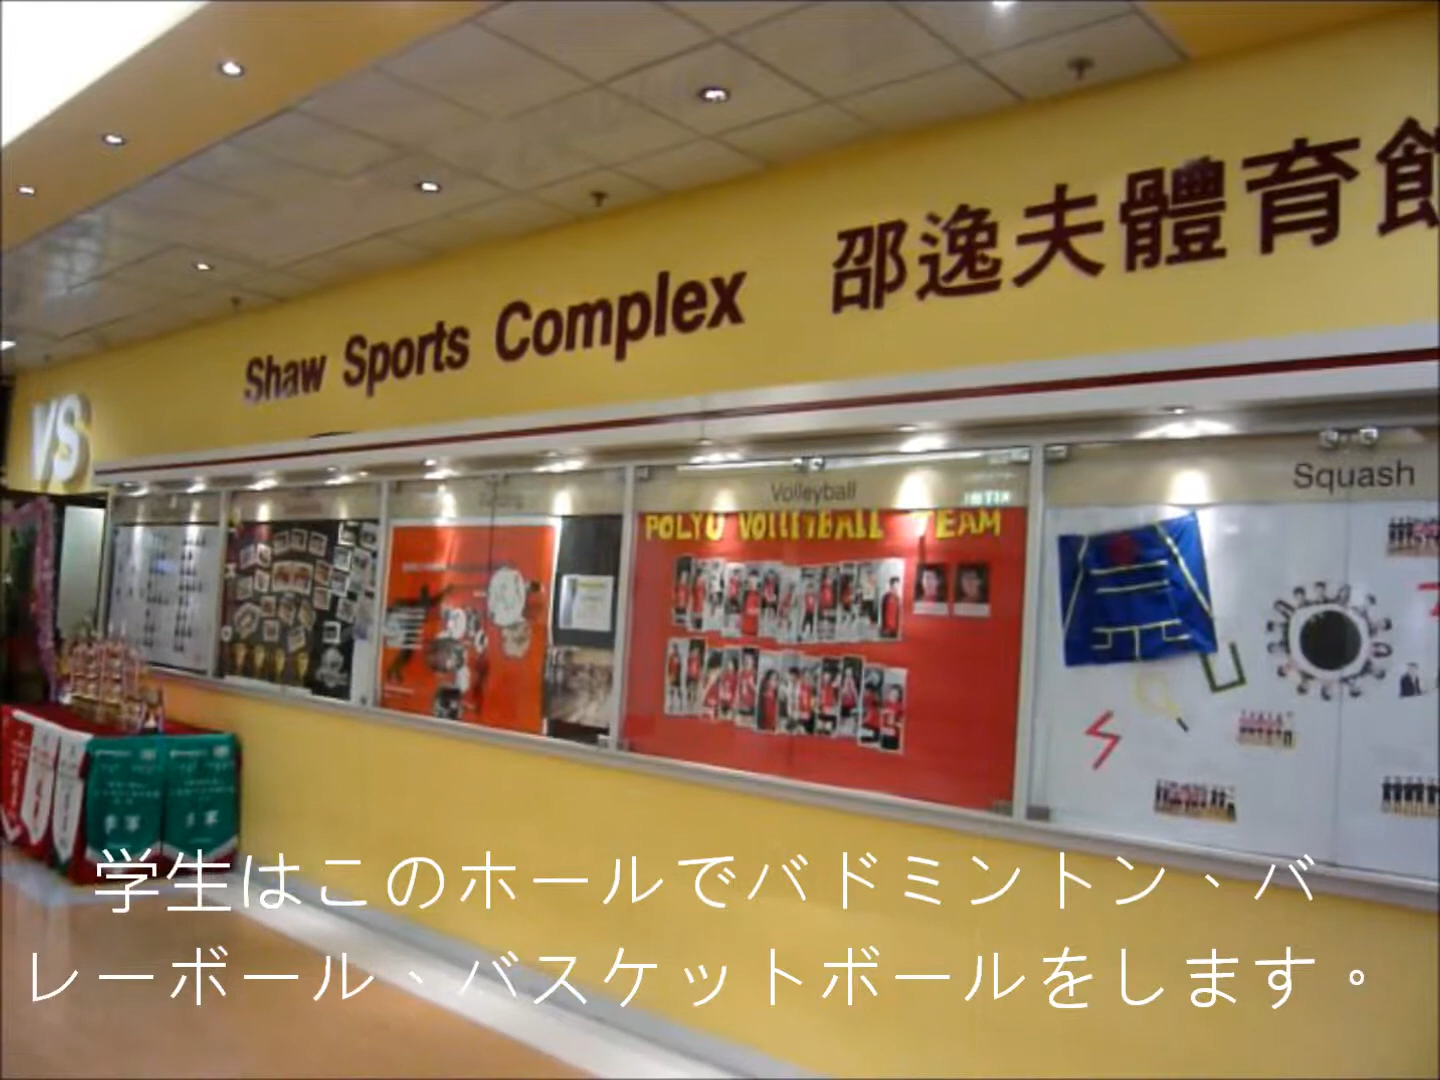 Shaw Sports Complex 邵逸夫體育館
VS
Volleyball
Squash
POLYU VOLLEYBALL TEAM
学生はこのホールでバドミントン、バ
レーボール、バスケットボールをします。